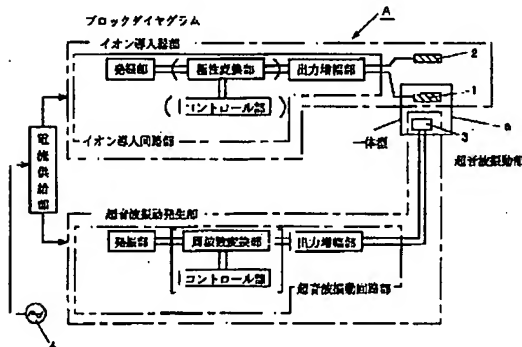 ブロックダイヤグラム
A
イオン導入器部
発振部
極性変換部
出力増幅部
2
コントロール部
1
イオン導入回路部
一体型
a
3
超音波振動部
電流供給部
超音波振動発生部
発振部
周波数変換部
出力増幅部
コントロール部
超音波振動回路部